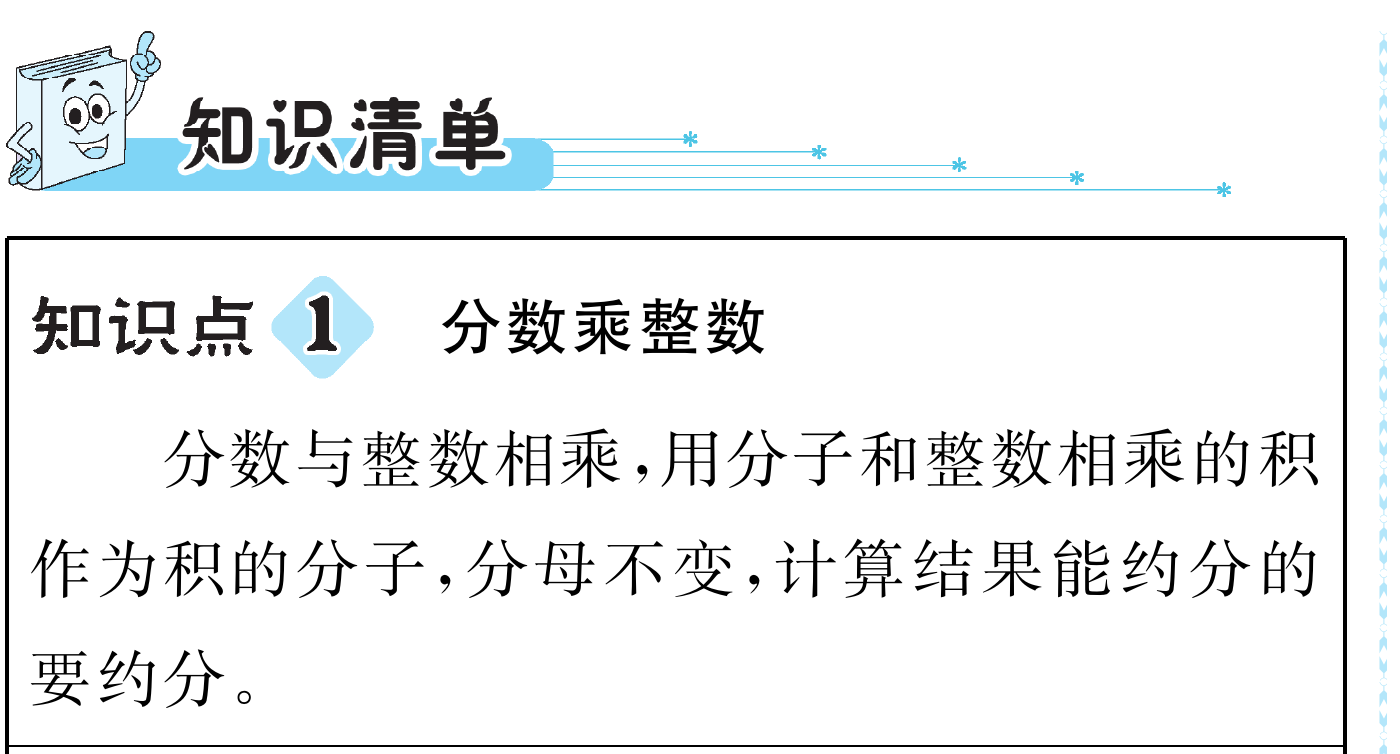 知识清单
知识点 1 分数乘整数
分数与整数相乘,用分子和整数相乘的积
作为积的分子,分母不变,计算结果能约分的
要约分。